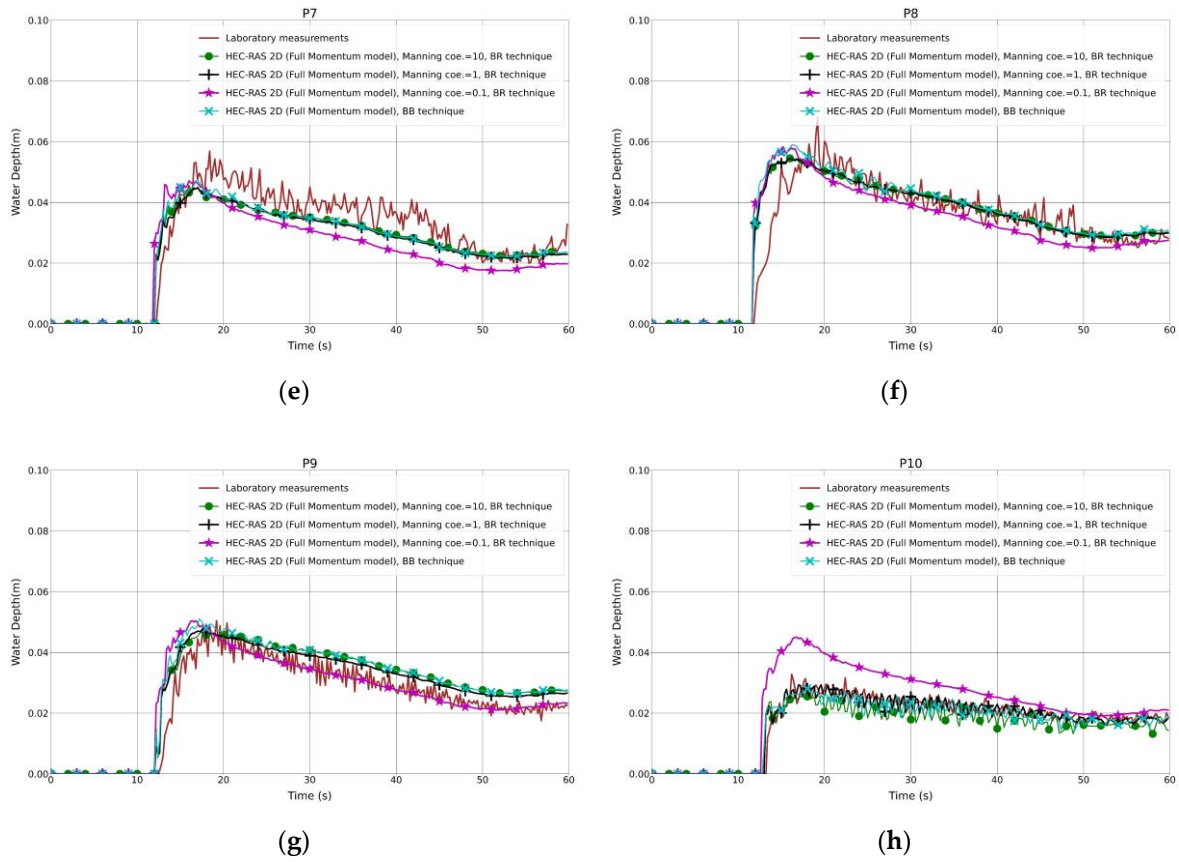 P7
Laboratory measurements
HEC-RAS 2D (Full Momentum model), Manning coe.=10, BR technique
HEC-RAS 2D (Full Momentum model), Manning coe.=1, BR technique
HEC-RAS 2D (Full Momentum model), Manning coe.=0.1, BR technique
HEC-RAS 2D (Full Momentum model), BB technique
Water Depth(m)
0.10
0.08
0.06
0.04
0.02
0.00
0 10 20 30 40 50 60
Time (s)
(e)
P8
Laboratory measurements
HEC-RAS 2D (Full Momentum model), Manning coe.=10, BR technique
HEC-RAS 2D (Full Momentum model), Manning coe.=1, BR technique
HEC-RAS 2D (Full Momentum model), Manning coe.=0.1, BR technique
HEC-RAS 2D (Full Momentum model), BB technique
Water Depth(m)
0.10
0.08
0.06
0.04
0.02
0.00
0 10 20 30 40 50 60
Time (s)
(f)
P9
Laboratory measurements
HEC-RAS 2D (Full Momentum model), Manning coe.=10, BR technique
HEC-RAS 2D (Full Momentum model), Manning coe.=1, BR technique
HEC-RAS 2D (Full Momentum model), Manning coe.=0.1, BR technique
HEC-RAS 2D (Full Momentum model), BB technique
Water Depth(m)
0.10
0.08
0.06
0.04
0.02
0.00
0 10 20 30 40 50 60
Time (s)
(g)
P10
Laboratory measurements
HEC-RAS 2D (Full Momentum model), Manning coe.=10, BR technique
HEC-RAS 2D (Full Momentum model), Manning coe.=1, BR technique
HEC-RAS 2D (Full Momentum model), Manning coe.=0.1, BR technique
HEC-RAS 2D (Full Momentum model), BB technique
Water Depth(m)
0.10
0.08
0.06
0.04
0.02
0.00
0 10 20 30 40 50 60
Time (s)
(h)